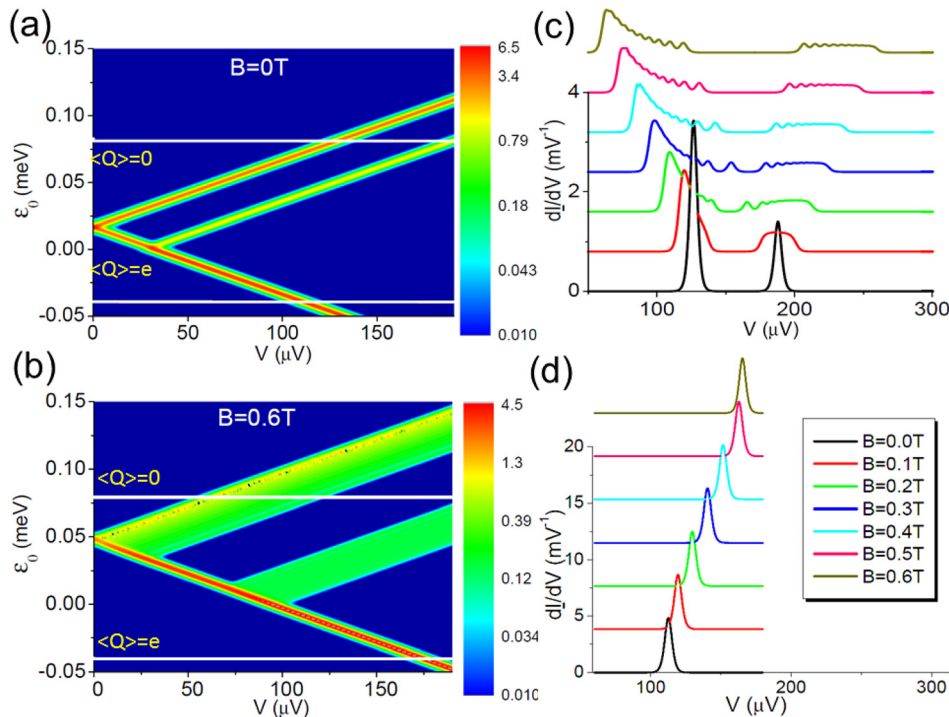 (a)
B=0T
<Q>=0
<Q>=e
ε₀ (meV)
0.15
0.10
0.05
0.00
-0.05
0
50
100
150
V (μV)
6.5
3.4
0.79
0.18
0.043
0.010
(c)
dI/dV (mV⁻¹)
4
2
0
100
200
300
V (μV)
(b)
B=0.6T
<Q>=0
<Q>=e
ε₀ (meV)
0.15
0.10
0.05
0.00
-0.05
0
50
100
150
V (μV)
4.5
1.3
0.39
0.12
0.034
0.010
(d)
dI/dV (mV⁻¹)
20
15
10
5
0
100
200
300
V (μV)
B=0.0T
B=0.1T
B=0.2T
B=0.3T
B=0.4T
B=0.5T
B=0.6T